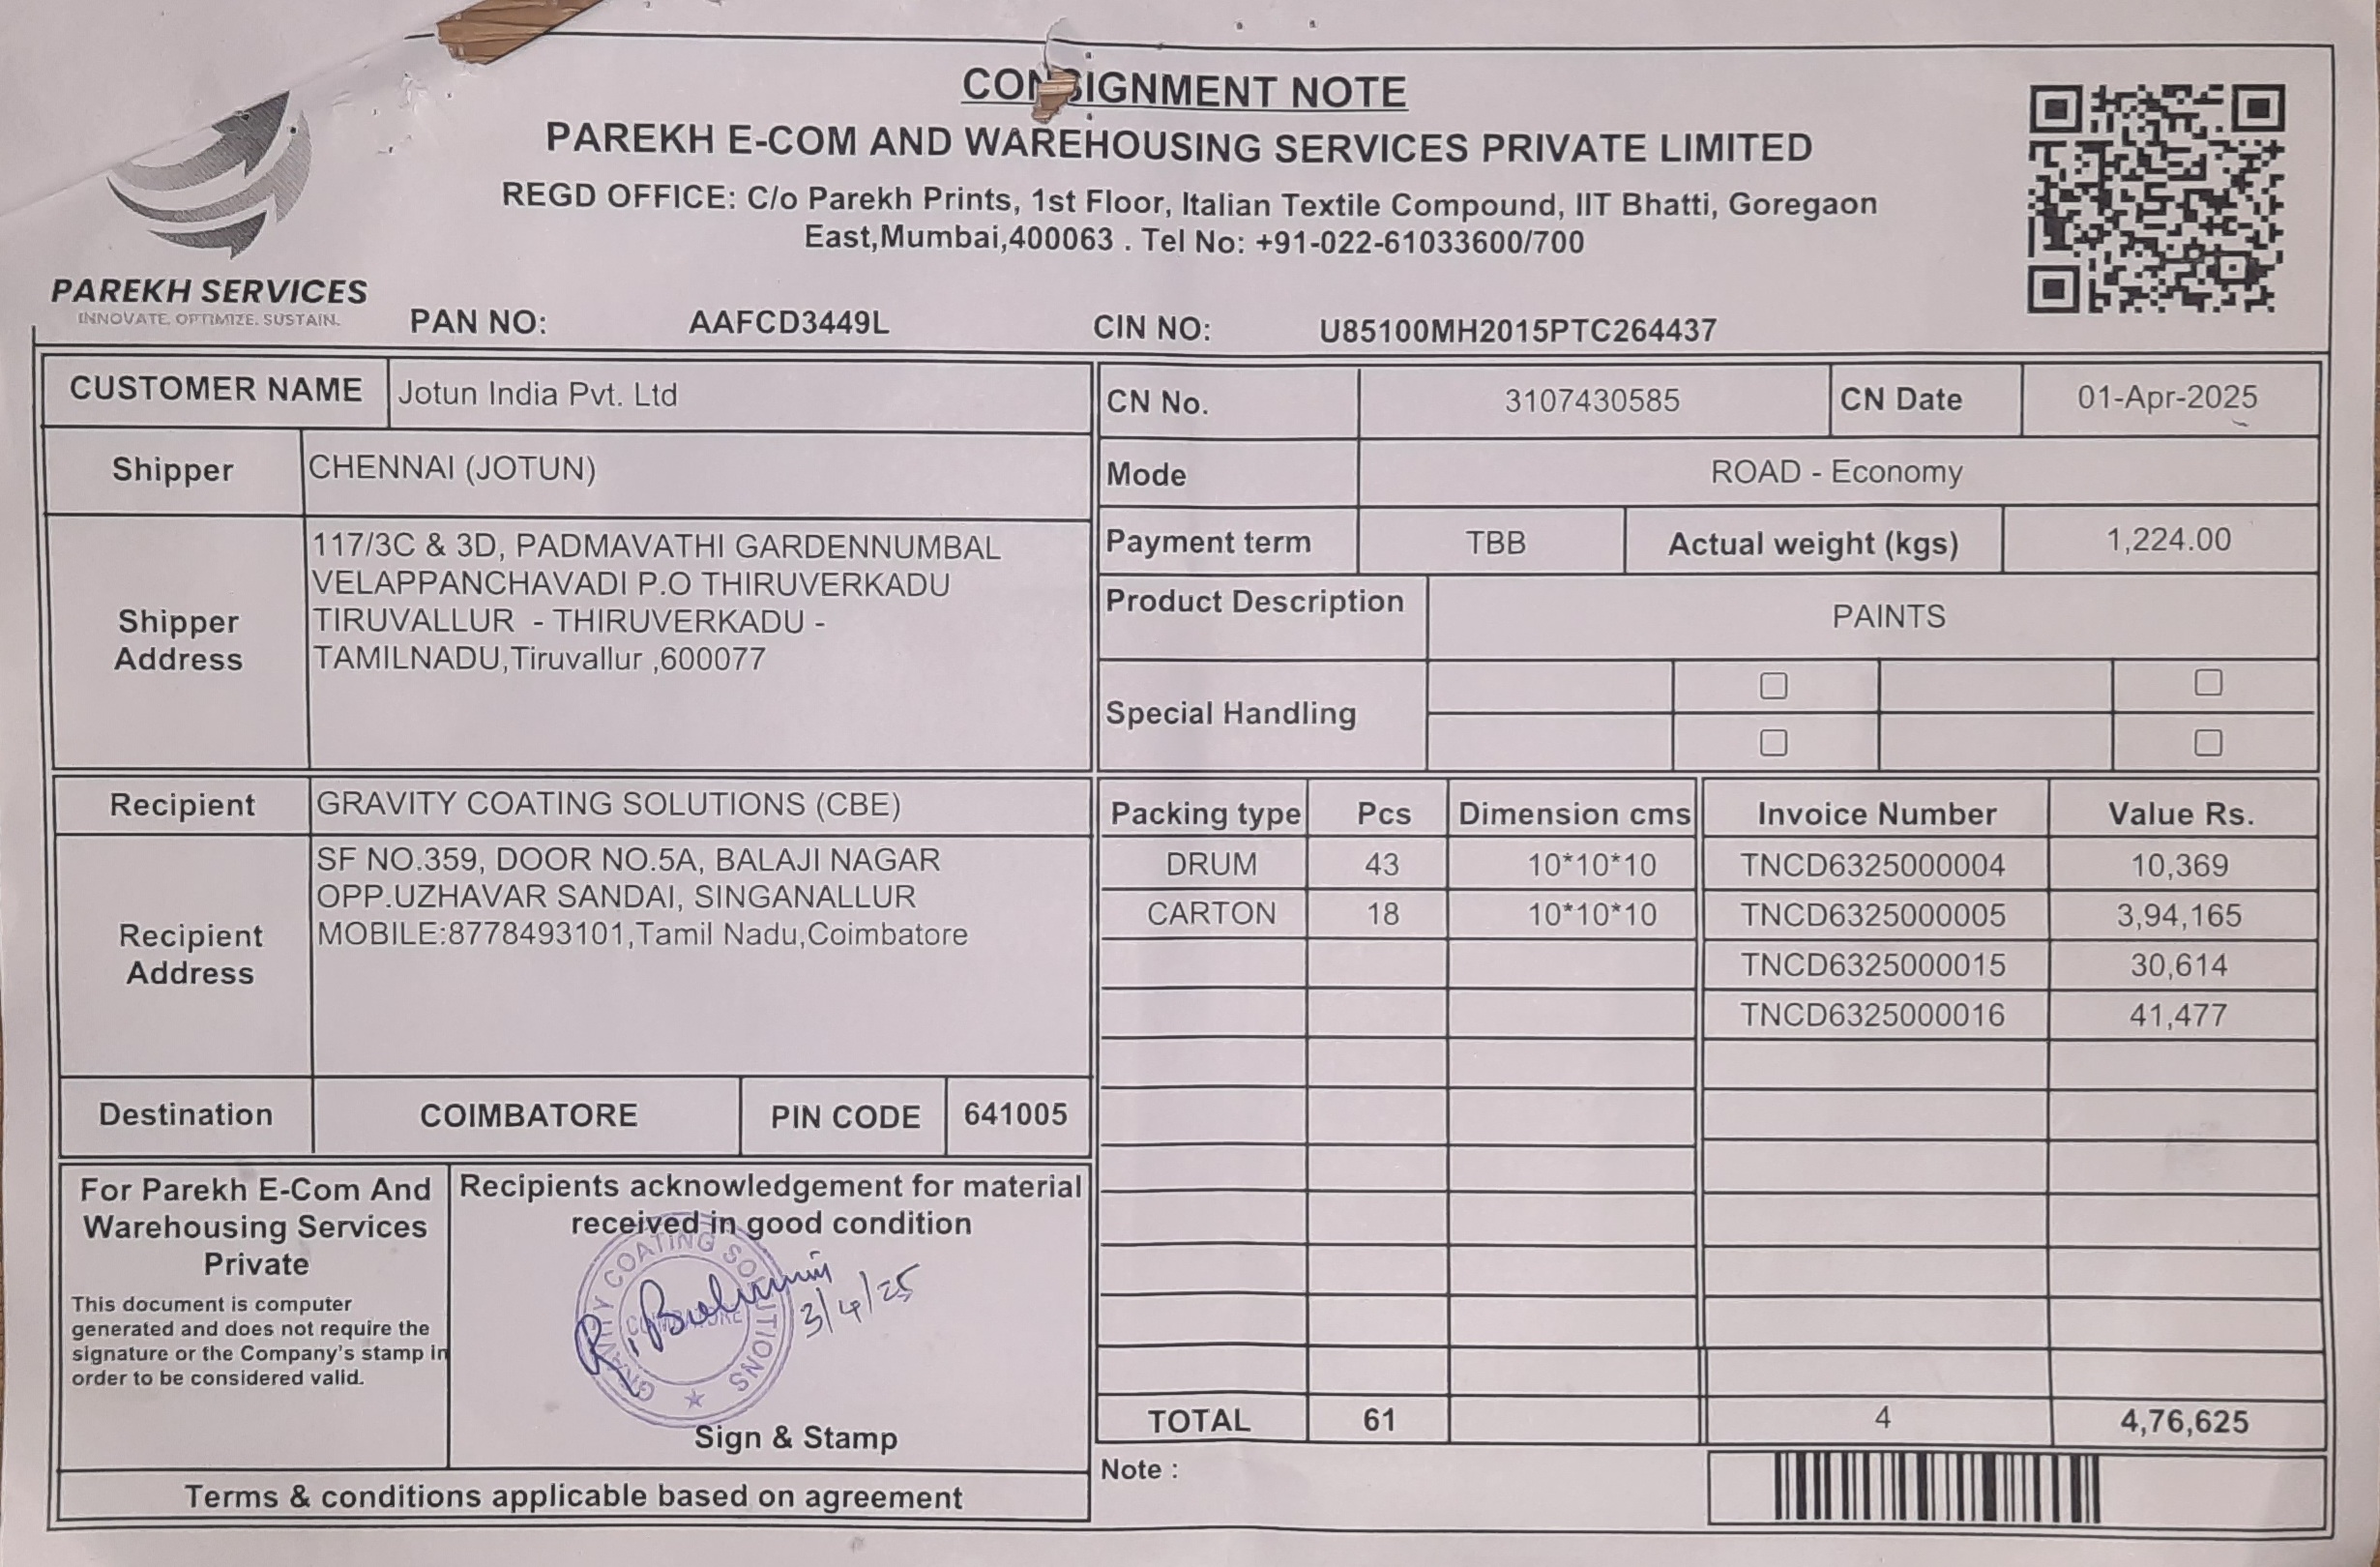 CONSIGNMENT NOTE
PAREKH E-COM AND WAREHOUSING SERVICES PRIVATE LIMITED
REGD OFFICE: C/o Parekh Prints, 1st Floor, Italian Textile Compound, IIT Bhatti, Goregaon
East,Mumbai,400063 . Tel No: +91-022-61033600/700
PAREKH SERVICES
INNOVATE. OPTIMIZE. SUSTAIN.
PAN NO: AAFCD3449L CIN NO: U85100MH2015PTC264437
CUSTOMER NAME Jotun India Pvt. Ltd
Shipper CHENNAI (JOTUN)
Shipper Address
117/3C & 3D, PADMAVATHI GARDENNUMBAL
VELAPPANCHAVADI P.O THIRUVERKADU
TIRUVALLUR - THIRUVERKADU -
TAMILNADU,Tiruvallur ,600077
Recipient GRAVITY COATING SOLUTIONS (CBE)
Recipient Address
SF NO.359, DOOR NO.5A, BALAJI NAGAR
OPP.UZHAVAR SANDAI, SINGANALLUR
MOBILE:8778493101,Tamil Nadu,Coimbatore
Destination COIMBATORE PIN CODE 641005
For Parekh E-Com And
Warehousing Services
Private
This document is computer
generated and does not require the
signature or the Company's stamp in
order to be considered valid.
Recipients acknowledgement for material
received in good condition
GRAVITY COATING SOLUTIONS
COIMBATORE
3/4/25
Sign & Stamp
Terms & conditions applicable based on agreement
CN No. 3107430585 CN Date 01-Apr-2025
Mode ROAD - Economy
Payment term TBB Actual weight (kgs) 1,224.00
Product Description PAINTS
Special Handling
Packing type Pcs Dimension cms Invoice Number Value Rs.
DRUM 43 10*10*10 TNCD6325000004 10,369
CARTON 18 10*10*10 TNCD6325000005 3,94,165
TNCD6325000015 30,614
TNCD6325000016 41,477
TOTAL 61 4 4,76,625
Note :